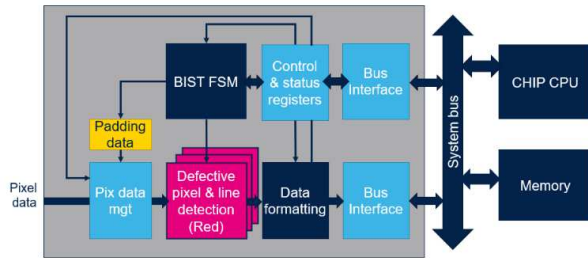 BIST FSM
Control
& status
registers
Bus
Interface
System bus
CHIP CPU
Padding
data
Pixel
data
Pix data
mgt
Defective
pixel & line
detection
(Red)
Data
formatting
Bus
Interface
Memory